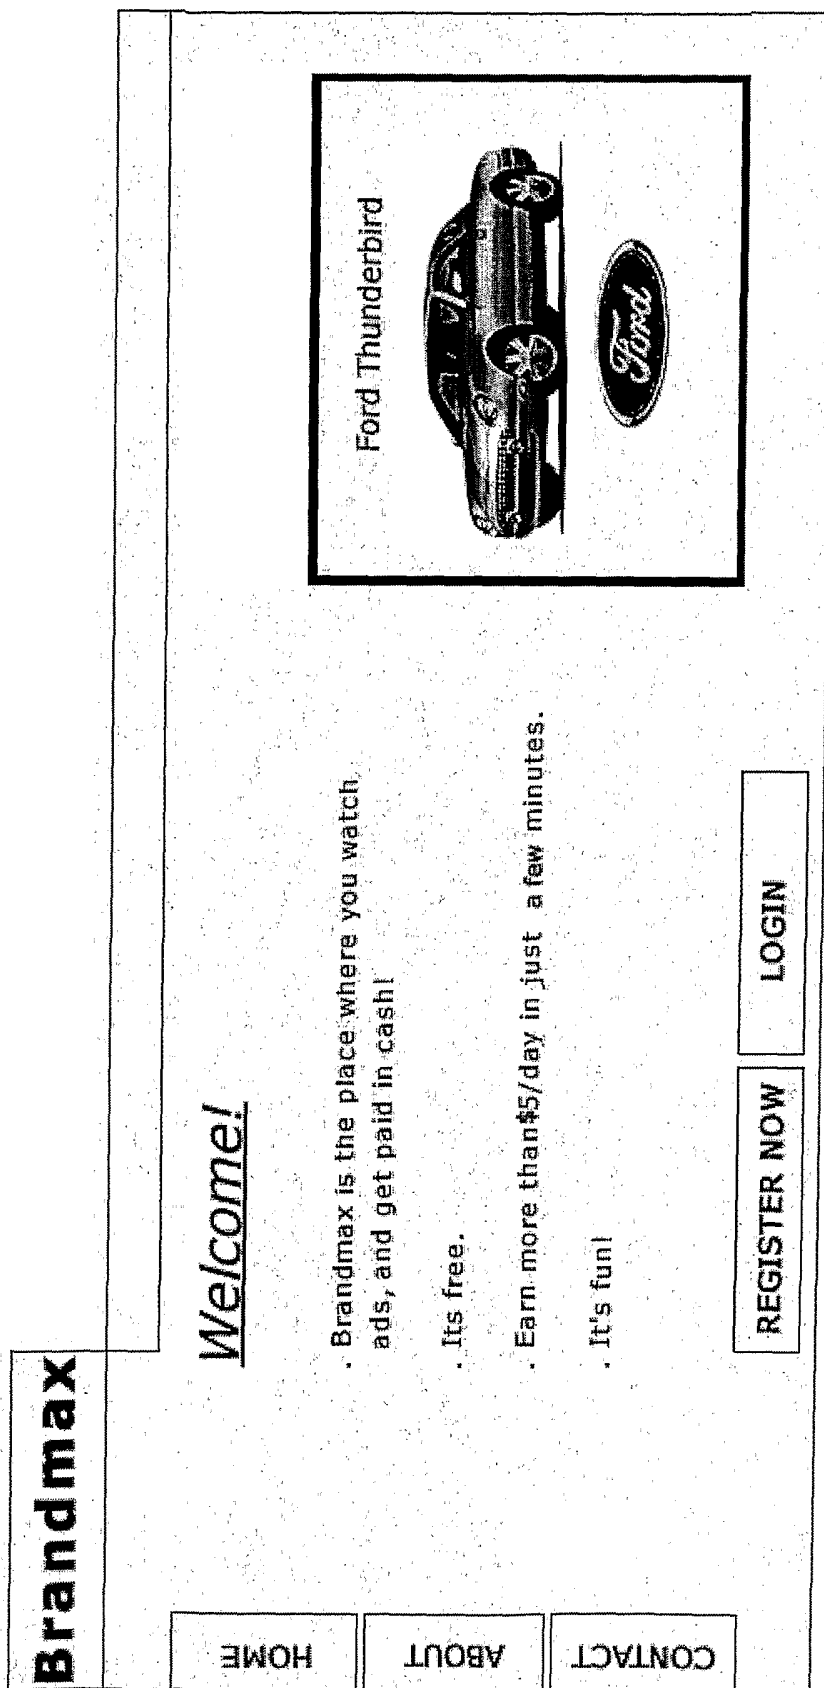 Brandmax
HOME
ABOUT
CONTACT
Welcome!
. Brandmax is the place where you watch
ads, and get paid in cash!
. Its free.
. Earn more than $5/day in just a few minutes.
. It's fun!
REGISTER NOW
LOGIN
Ford Thunderbird
Ford